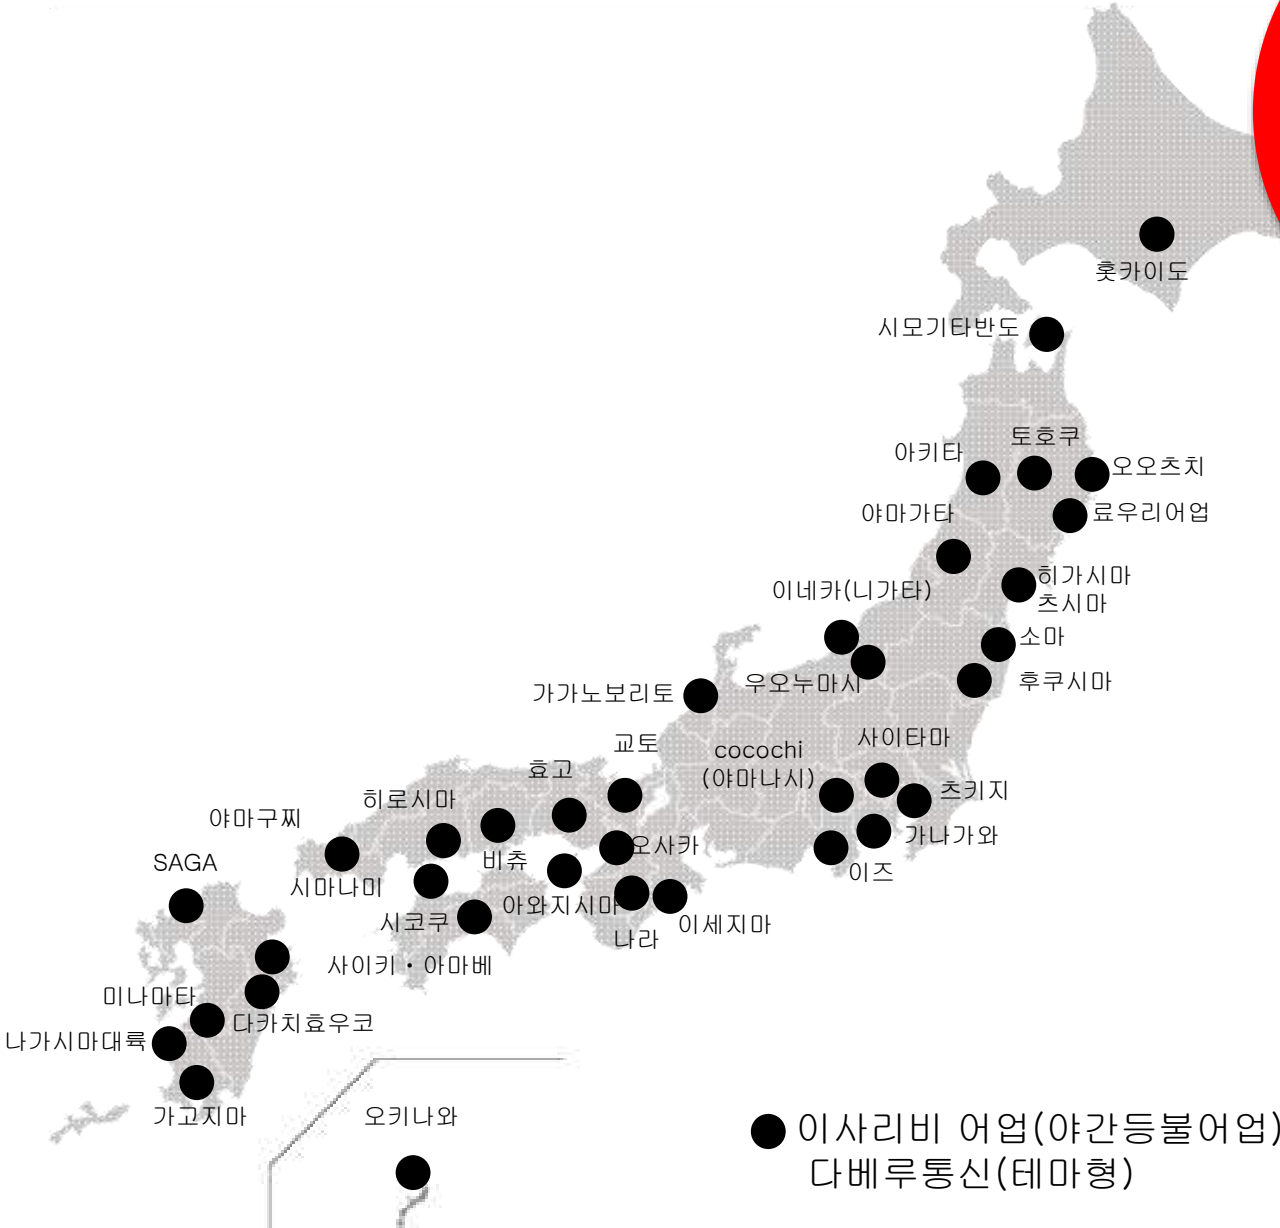 홋카이도
시모기타반도
토호쿠
아키타
오오츠치
야마가타
료우리어업
히가시마
츠시마
이네카(니가타)
소마
우오누마시
후쿠시마
가가노보리토
교토
cocochi
(야마나시)
사이타마
효고
츠키지
히로시마
야마구찌
가나가와
오사카
비츄
SAGA
이즈
시마나미
아와지시마
시코쿠
이세지마
나라
사이키・아마베
미나마타
다카치효우코
나가시마대륙
가고지마
오키나와
이사리비 어업(야간등불어업)
다베루통신(테마형)